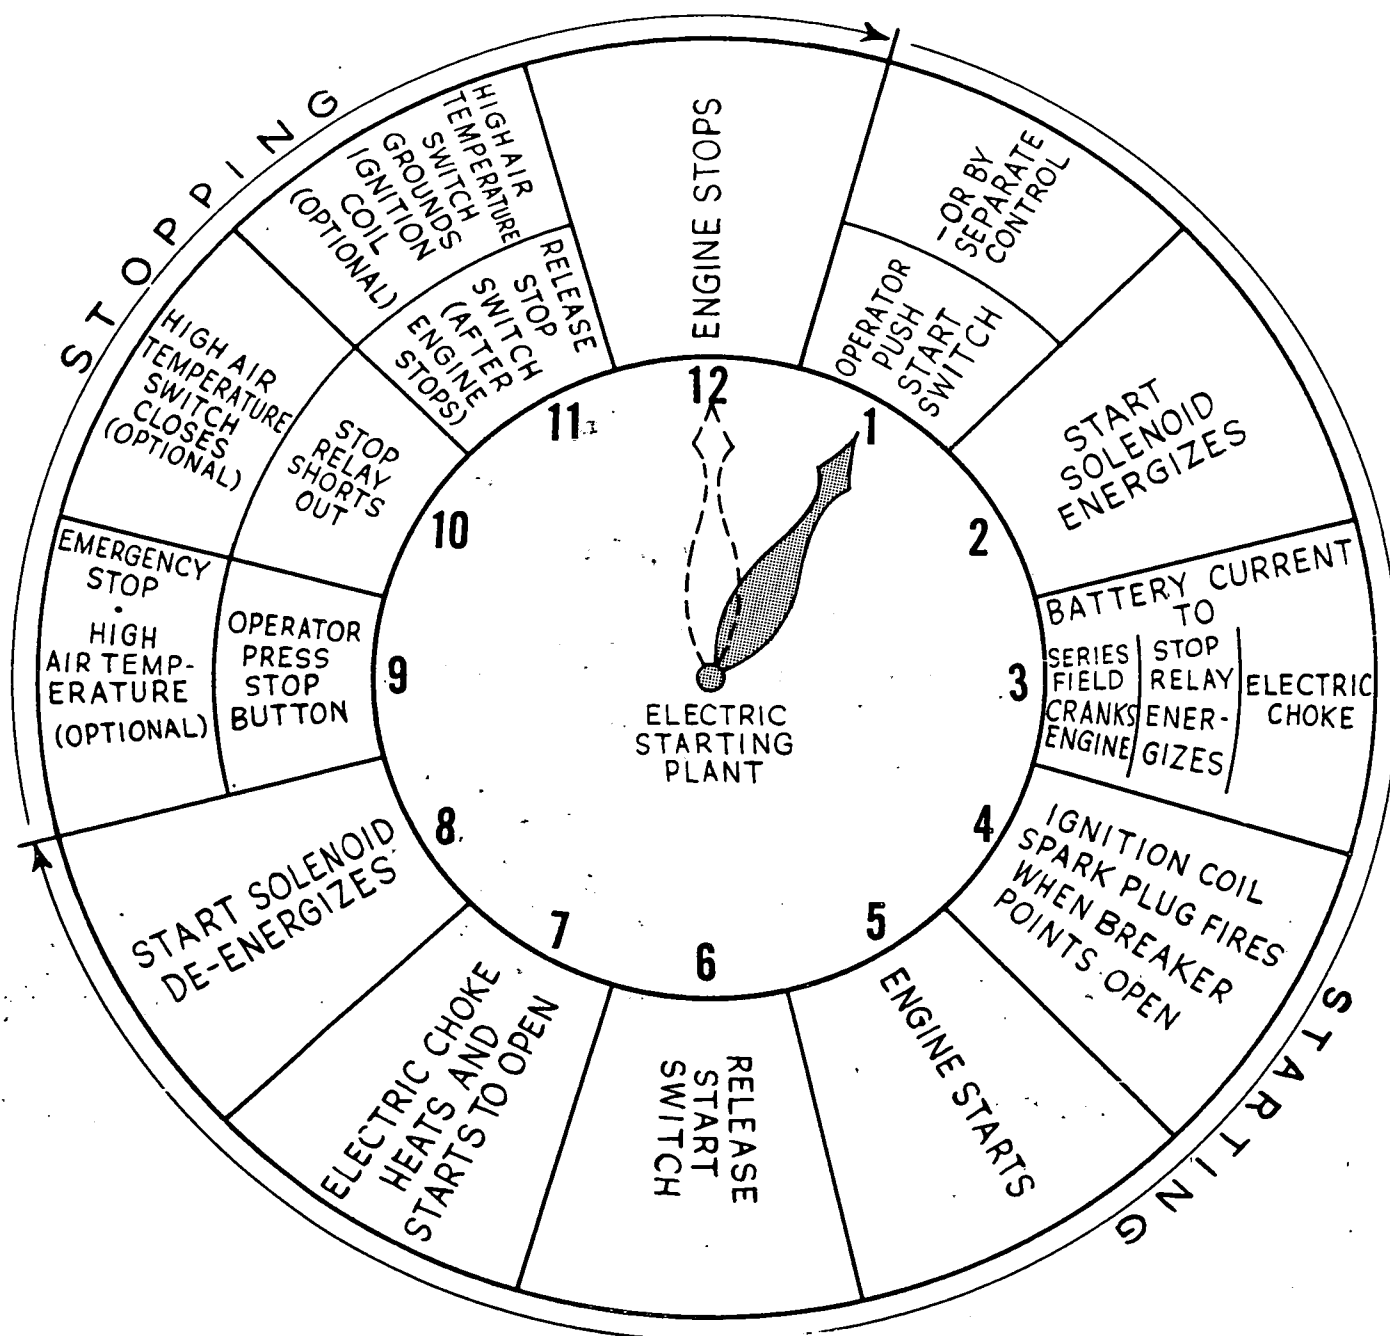 STOPPING
STARTING
12
ENGINE STOPS
1
OPERATOR
PUSH
START
SWITCH
-OR BY
SEPARATE
CONTROL
2
START
SOLENOID
ENERGIZES
3
BATTERY CURRENT
TO
SERIES
FIELD
CRANKS
ENGINE
STOP
RELAY
ENER-
GIZES
ELECTRIC
CHOKE
4
IGNITION COIL
SPARK PLUG FIRES
WHEN BREAKER
POINTS OPEN
5
ENGINE STARTS
6
RELEASE
START
SWITCH
7
ELECTRIC CHOKE
HEATS AND
STARTS TO OPEN
8
START SOLENOID
DE-ENERGIZES
9
OPERATOR
PRESS
STOP
BUTTON
EMERGENCY
STOP
HIGH
AIR TEMP-
ERATURE
(OPTIONAL)
10
STOP
RELAY
SHORTS
OUT
HIGH AIR
TEMPERATURE
SWITCH
CLOSES
(OPTIONAL)
11
RELEASE
STOP
SWITCH
(AFTER
ENGINE
STOPS)
HIGH AIR
TEMPERATURE
SWITCH
GROUNDS
IGNITION
COIL
(OPTIONAL)
ELECTRIC
STARTING
PLANT